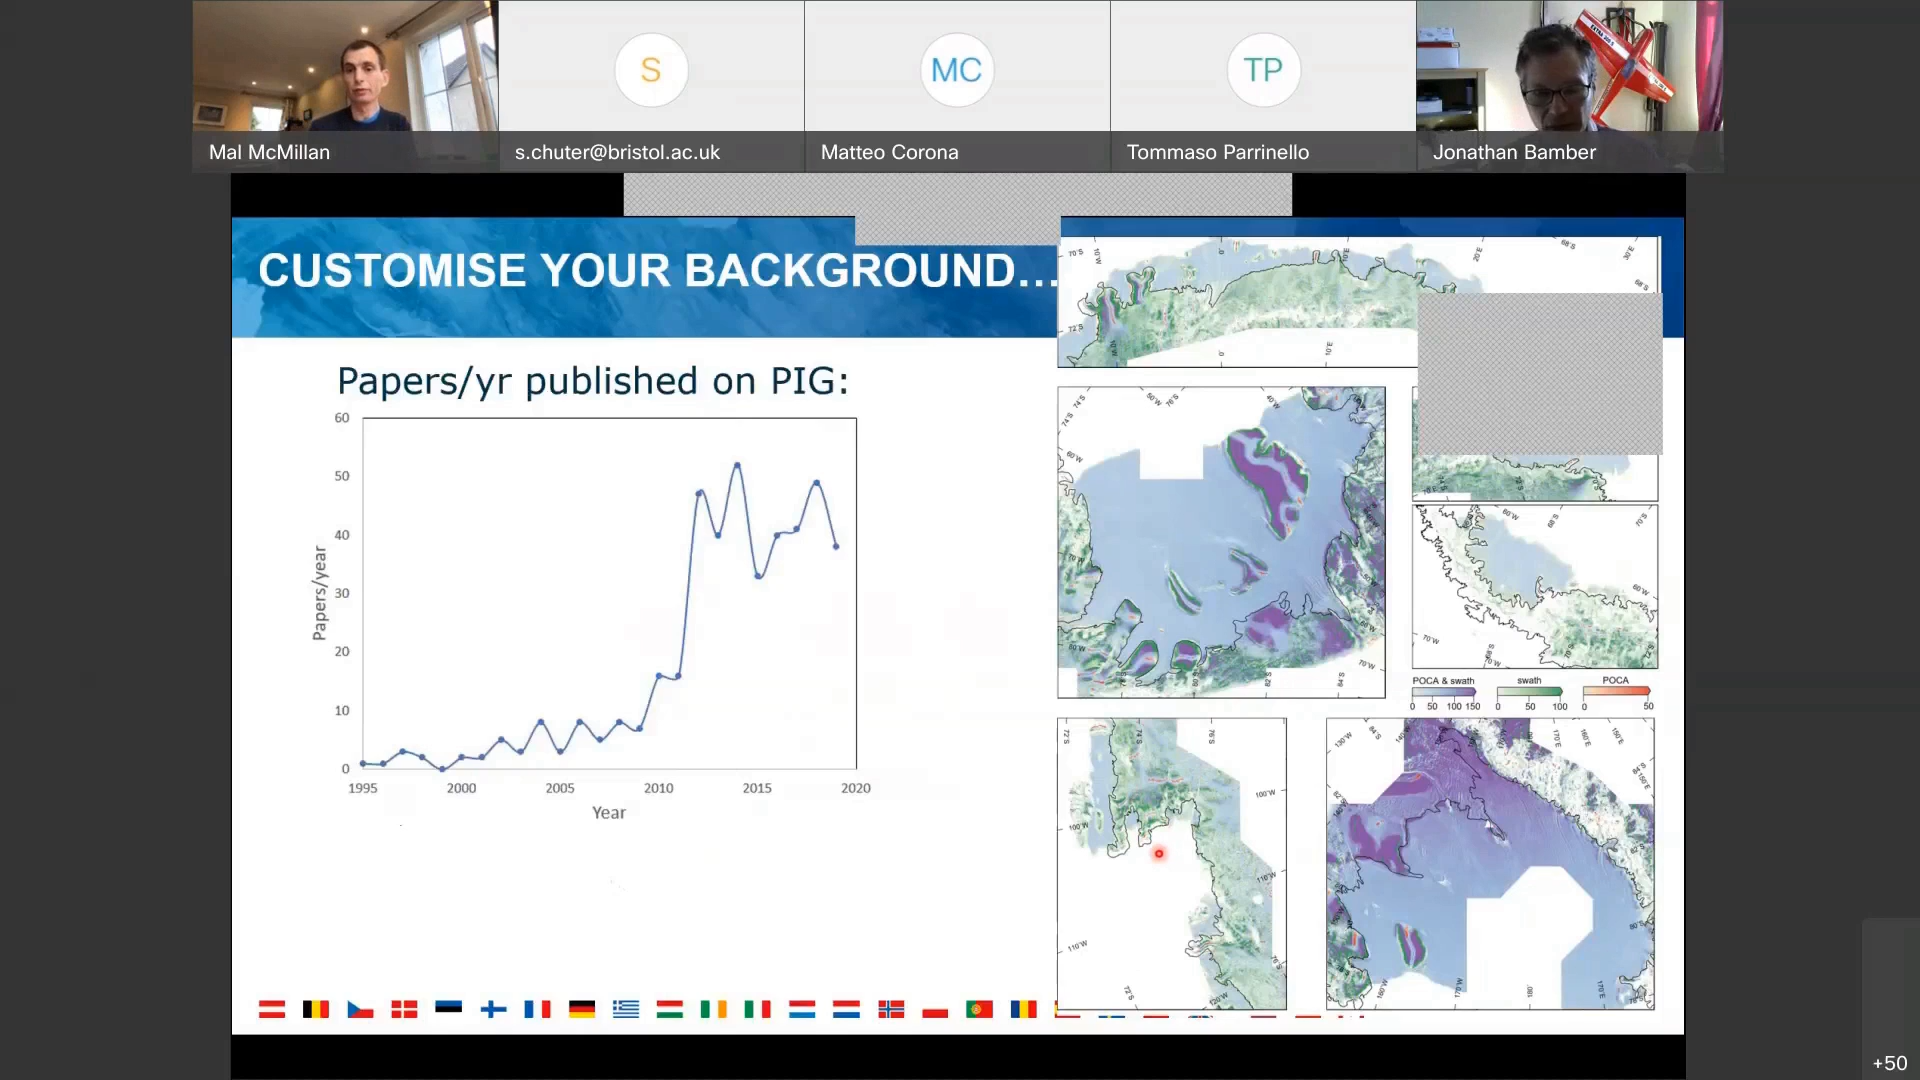 S
MC
TP
Mal McMillan
s.chuter@bristol.ac.uk
Matteo Corona
Tommaso Parrinello
Jonathan Bamber
CUSTOMISE YOUR BACKGROUND...
Papers/yr published on PIG:
60
50
40
30
20
10
0
Papers/year
1995 2000 2005 2010 2015 2020
Year
POCA & swath
0 50 100 150
swath
0 50 100
POCA
0 50
+50